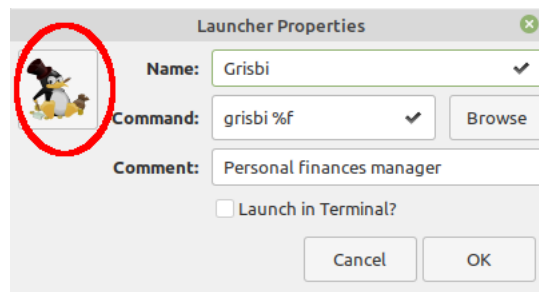 Launcher Properties
Name: Grisbi
Command: grisbi %f Browse
Comment: Personal finances manager
Launch in Terminal?
Cancel OK